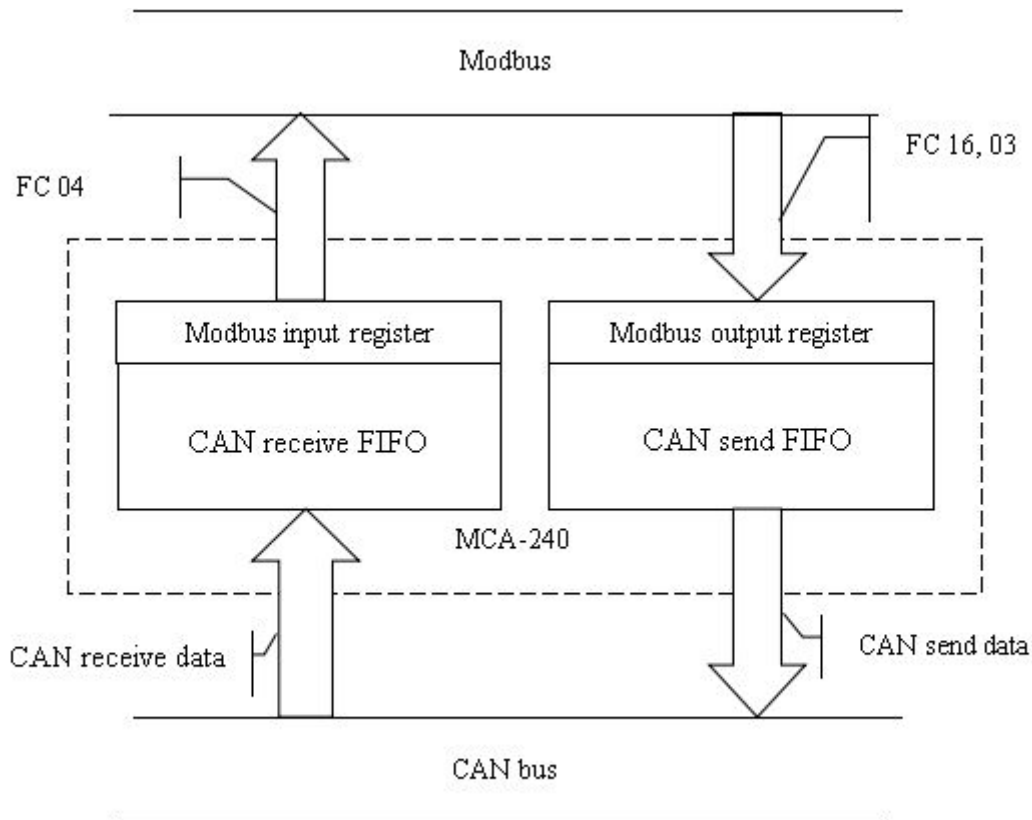 Modbus
FC 04
FC 16, 03
Modbus input register
Modbus output register
CAN receive FIFO
CAN send FIFO
MCA-240
CAN receive data
CAN send data
CAN bus